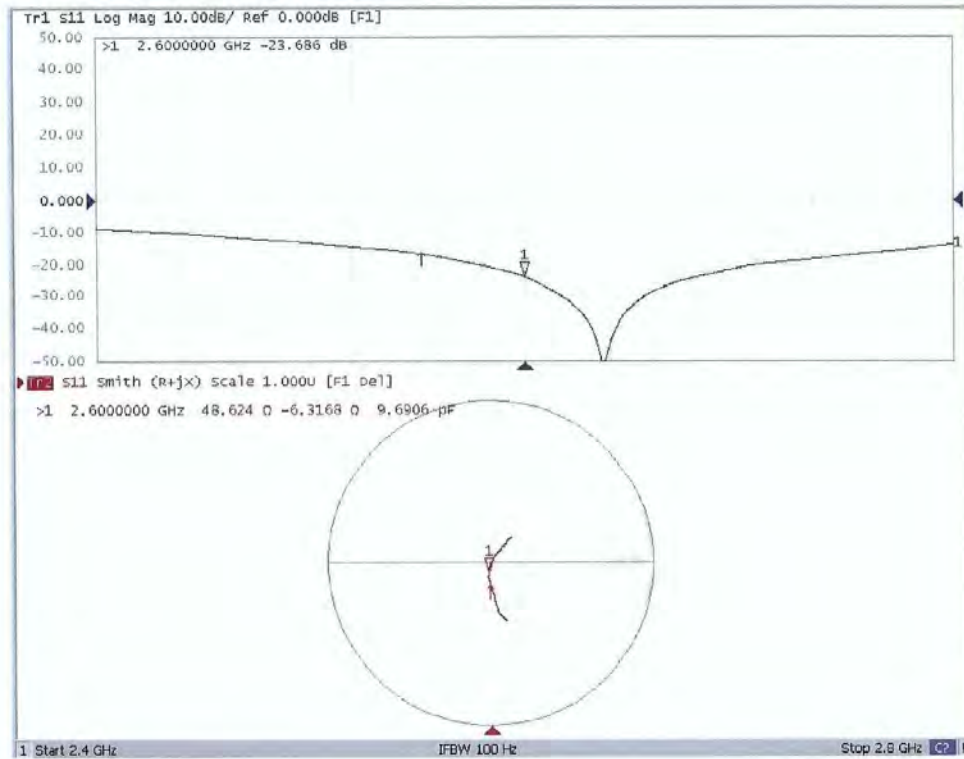 Tr1 S11 Log Mag 10.00dB/ Ref 0.000dB [F1]
50.00
>1 2.6000000 GHz -23.686 dB
40.00
30.00
20.00
10.00
0.000
-10.00
1
1
-20.00
-30.00
-40.00
-50.00
Tr2 S11 Smith (R+jX) Scale 1.000U [F1 Del]
>1 2.6000000 GHz 48.624 Ω -6.3168 Ω 9.6906 pF
1
1 Start 2.4 GHz IFBW 100 Hz Stop 2.8 GHz C?